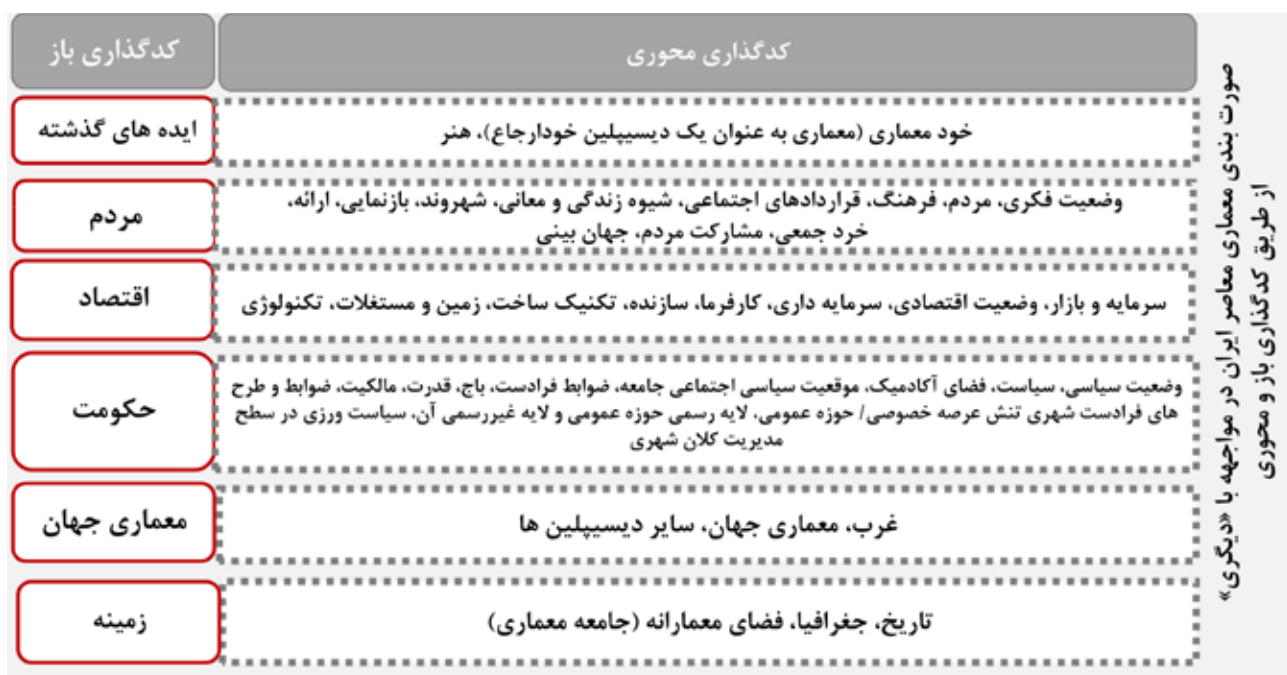 صورت بندی معماری معاصر ایران در مواجهه با «دیگری»
از طریق کدگذاری باز و محوری
کدگذاری محوری
کدگذاری باز
خود معماری (معماری به عنوان یک دیسیپلین خودارجاع)، هنر
ایده های گذشته
وضعیت فکری، مردم، فرهنگ، قراردادهای اجتماعی، شیوه زندگی و معانی، شهروند، بازنمایی، ارائه،
خرد جمعی، مشارکت مردم، جهان بینی
مردم
سرمایه و بازار، وضعیت اقتصادی، سرمایه داری، کارفرما، سازنده، تکنیک ساخت، زمین و مستغلات، تکنولوژی
اقتصاد
وضعیت سیاسی، سیاست، فضای آکادمیک، موقعیت سیاسی اجتماعی جامعه، ضوابط فرادست، باج، قدرت، مالکیت، ضوابط و طرح
های فرادست شهری تنش عرصه خصوصی/ حوزه عمومی، لایه رسمی حوزه عمومی و لایه غیررسمی آن، سیاست ورزی در سطح
مدیریت کلان شهری
حکومت
غرب، معماری جهان، سایر دیسیپلین ها
معماری جهان
تاریخ، جغرافیا، فضای معمارانه (جامعه معماری)
زمینه